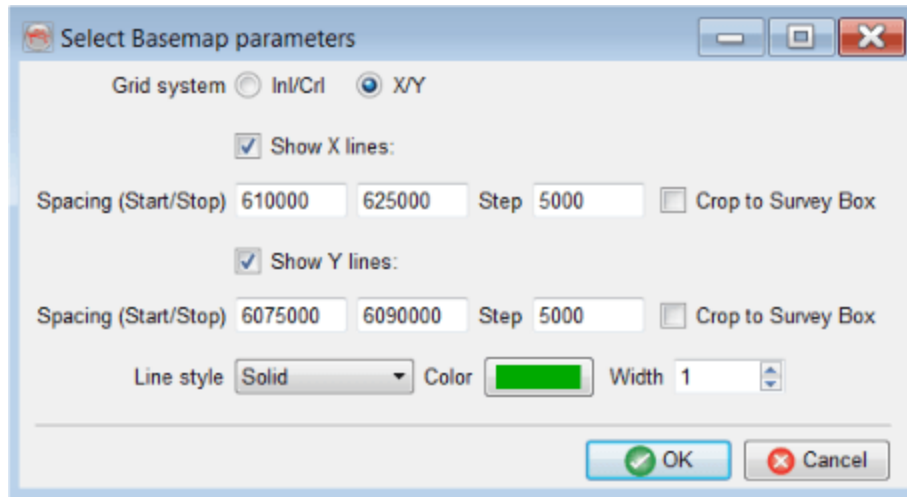 Select Basemap parameters
Grid system Inl/Crl X/Y
Show X lines:
Spacing (Start/Stop) 610000 625000 Step 5000 Crop to Survey Box
Show Y lines:
Spacing (Start/Stop) 6075000 6090000 Step 5000 Crop to Survey Box
Line style Solid Color Width 1
OK Cancel